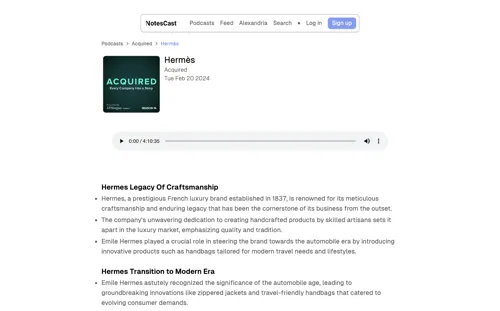 NotesCast Podcasts Feed Alexandria Search Log in Sign up
Podcasts > Acquired > Hermès
ACQUIRED
Every Company Has a Story
Hermès
Acquired
Tue Feb 20 2024
0:00 / 4:10:35
Hermes Legacy Of Craftsmanship
• Hermes, a prestigious French luxury brand established in 1837, is renowned for its meticulous
craftsmanship and enduring legacy that has been the cornerstone of its business from the outset.
• The company's unwavering dedication to creating handcrafted products by skilled artisans sets it
apart in the luxury market, emphasizing quality and tradition.
• Emile Hermes played a crucial role in steering the brand towards the automobile era by introducing
innovative products such as handbags tailored for modern travel needs and lifestyles.
Hermes Transition to Modern Era
• Emile Hermes astutely recognized the significance of the automobile age, leading to
groundbreaking innovations like zippered jackets and travel-friendly handbags that catered to
evolving consumer demands.